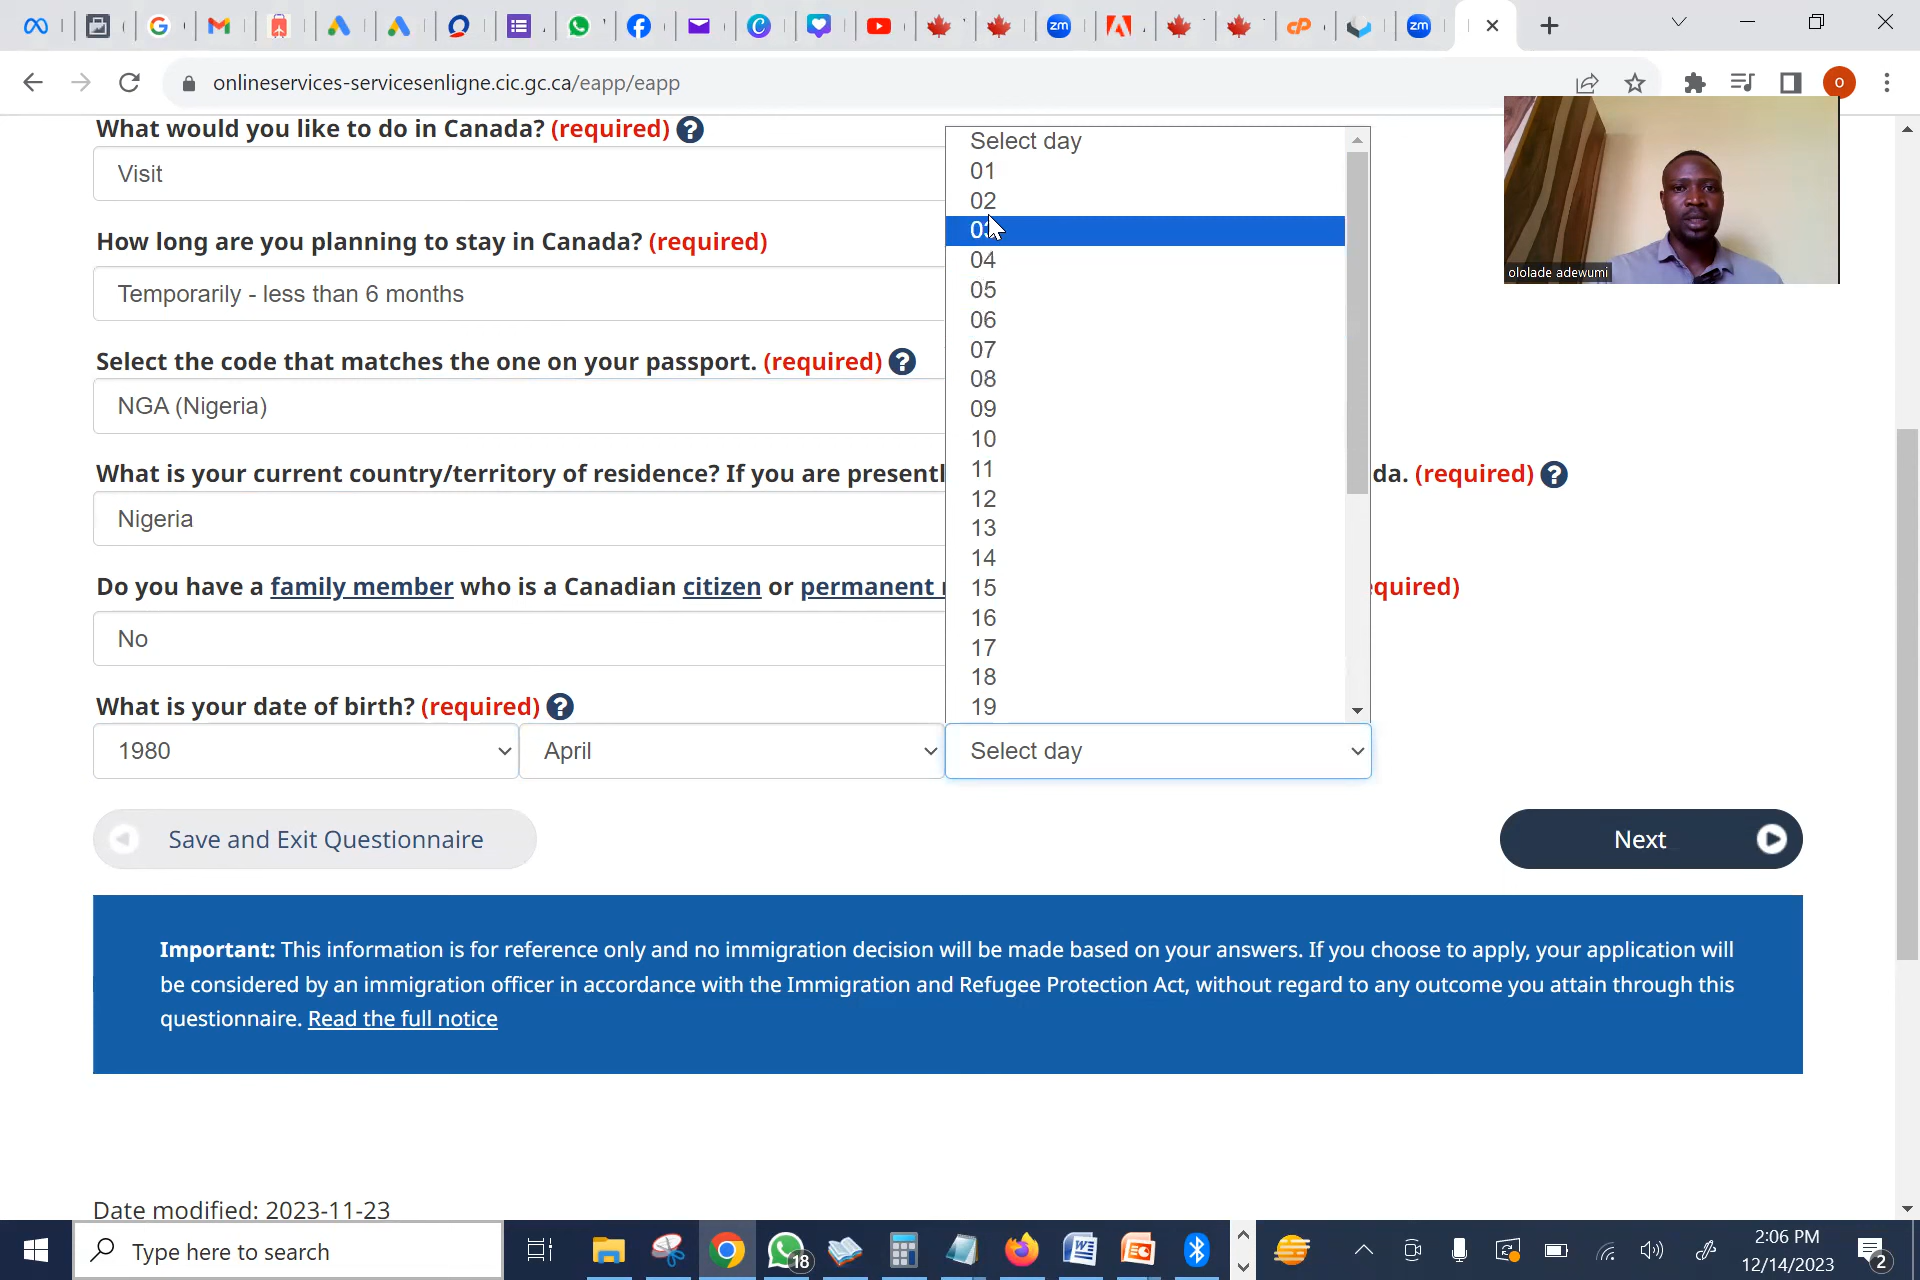 onlineservices-servicesenligne.cic.gc.ca/eapp/eapp
What would you like to do in Canada? (required)
Visit
How long are you planning to stay in Canada? (required)
Temporarily - less than 6 months
Select the code that matches the one on your passport. (required)
NGA (Nigeria)
What is your current country/territory of residence? If you are presentl
da. (required)
Nigeria
Do you have a family member who is a Canadian citizen or permanent
quired)
No
What is your date of birth? (required)
1980
April
Select day
Select day
01
02
03
04
05
06
07
08
09
10
11
12
13
14
15
16
17
18
19
ololade adewumi
Save and Exit Questionnaire
Next
Important: This information is for reference only and no immigration decision will be made based on your answers. If you choose to apply, your application will
be considered by an immigration officer in accordance with the Immigration and Refugee Protection Act, without regard to any outcome you attain through this
questionnaire. Read the full notice
Date modified: 2023-11-23
Type here to search
18
2:06 PM
12/14/2023
2